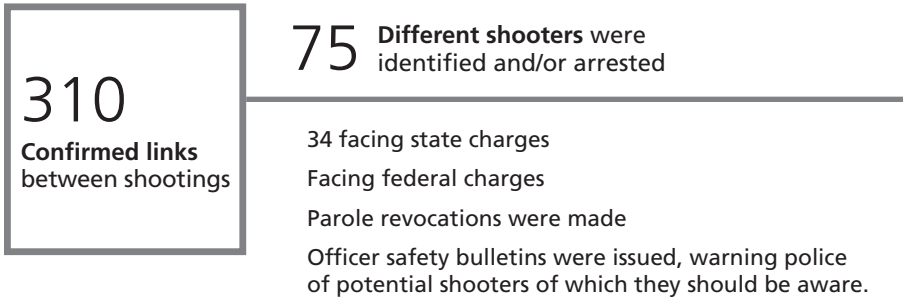 310
Confirmed links
between shootings
75
Different shooters were
identified and/or arrested
34 facing state charges
Facing federal charges
Parole revocations were made
Officer safety bulletins were issued, warning police
of potential shooters of which they should be aware.